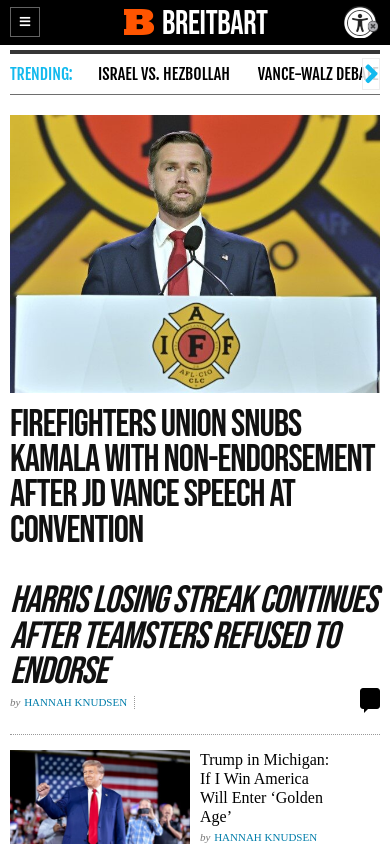 B BREITBART
TRENDING:
ISRAEL VS. HEZBOLLAH
VANCE–WALZ DEBA
A
I F F
AFL-CIO
CLC
FIREFIGHTERS UNION SNUBS
KAMALA WITH NON-ENDORSEMENT
AFTER JD VANCE SPEECH AT
CONVENTION
HARRIS LOSING STREAK CONTINUES
AFTER TEAMSTERS REFUSED TO
ENDORSE
by HANNAH KNUDSEN
Trump in Michigan:
If I Win America
Will Enter ‘Golden
Age’
by HANNAH KNUDSEN